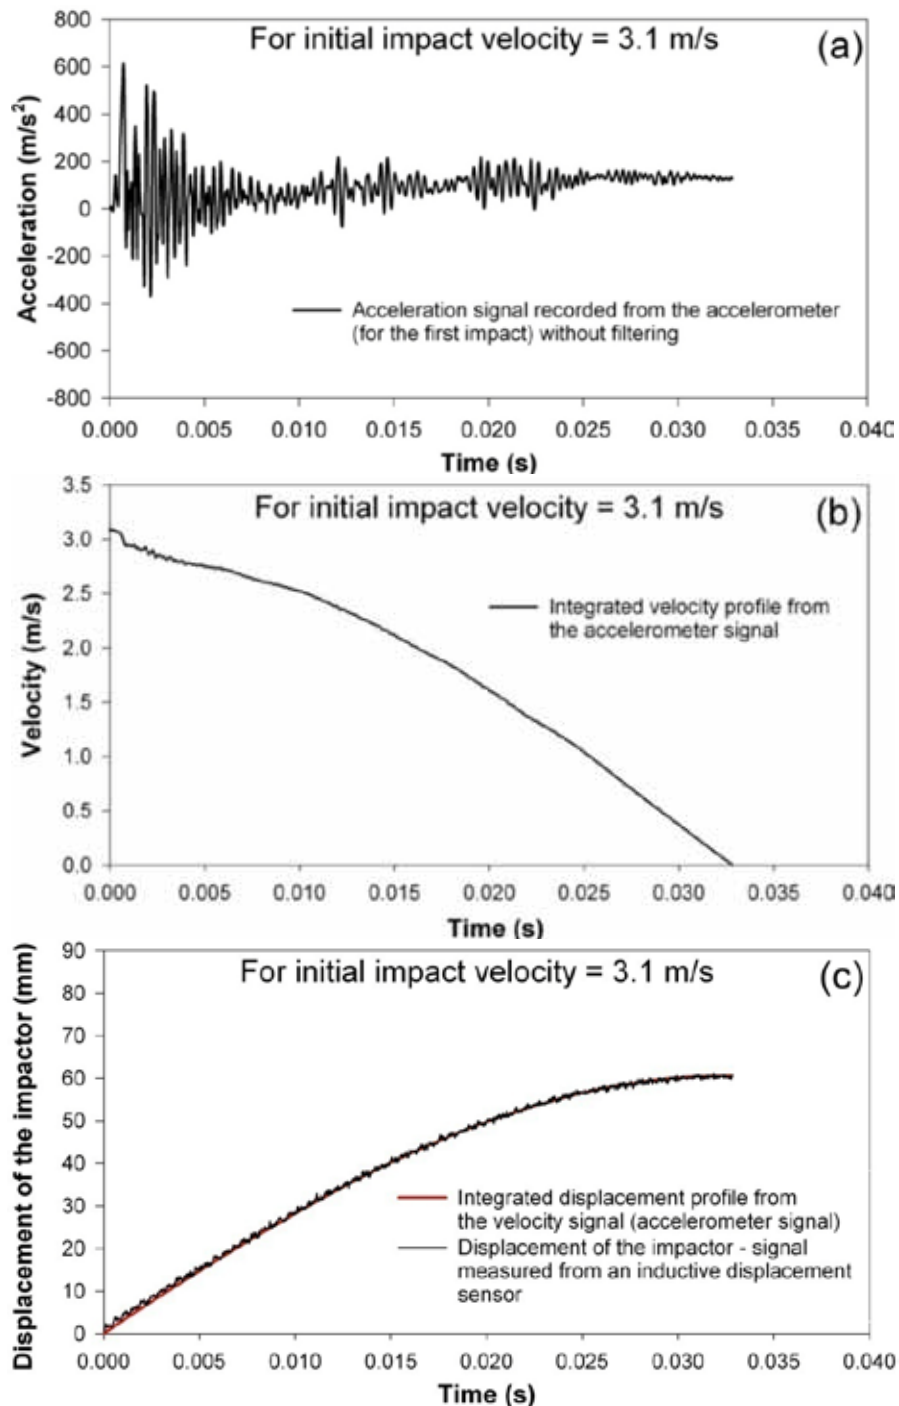 For initial impact velocity = 3.1 m/s
(a)
800
600
400
200
0
-200
-400
-600
-800
Acceleration (m/s²)
Acceleration signal recorded from the accelerometer
(for the first impact) without filtering
0.000 0.005 0.010 0.015 0.020 0.025 0.030 0.035 0.040
Time (s)
For initial impact velocity = 3.1 m/s
(b)
3.5
3.0
2.5
2.0
1.5
1.0
0.5
0.0
Velocity (m/s)
Integrated velocity profile from
the accelerometer signal
0.000 0.005 0.010 0.015 0.020 0.025 0.030 0.035 0.040
Time (s)
For initial impact velocity = 3.1 m/s
(c)
90
80
70
60
50
40
30
20
10
0
Displacement of the impactor (mm)
Integrated displacement profile from
the velocity signal (accelerometer signal)
Displacement of the impactor - signal
measured from an inductive displacement
sensor
0.000 0.005 0.010 0.015 0.020 0.025 0.030 0.035 0.040
Time (s)